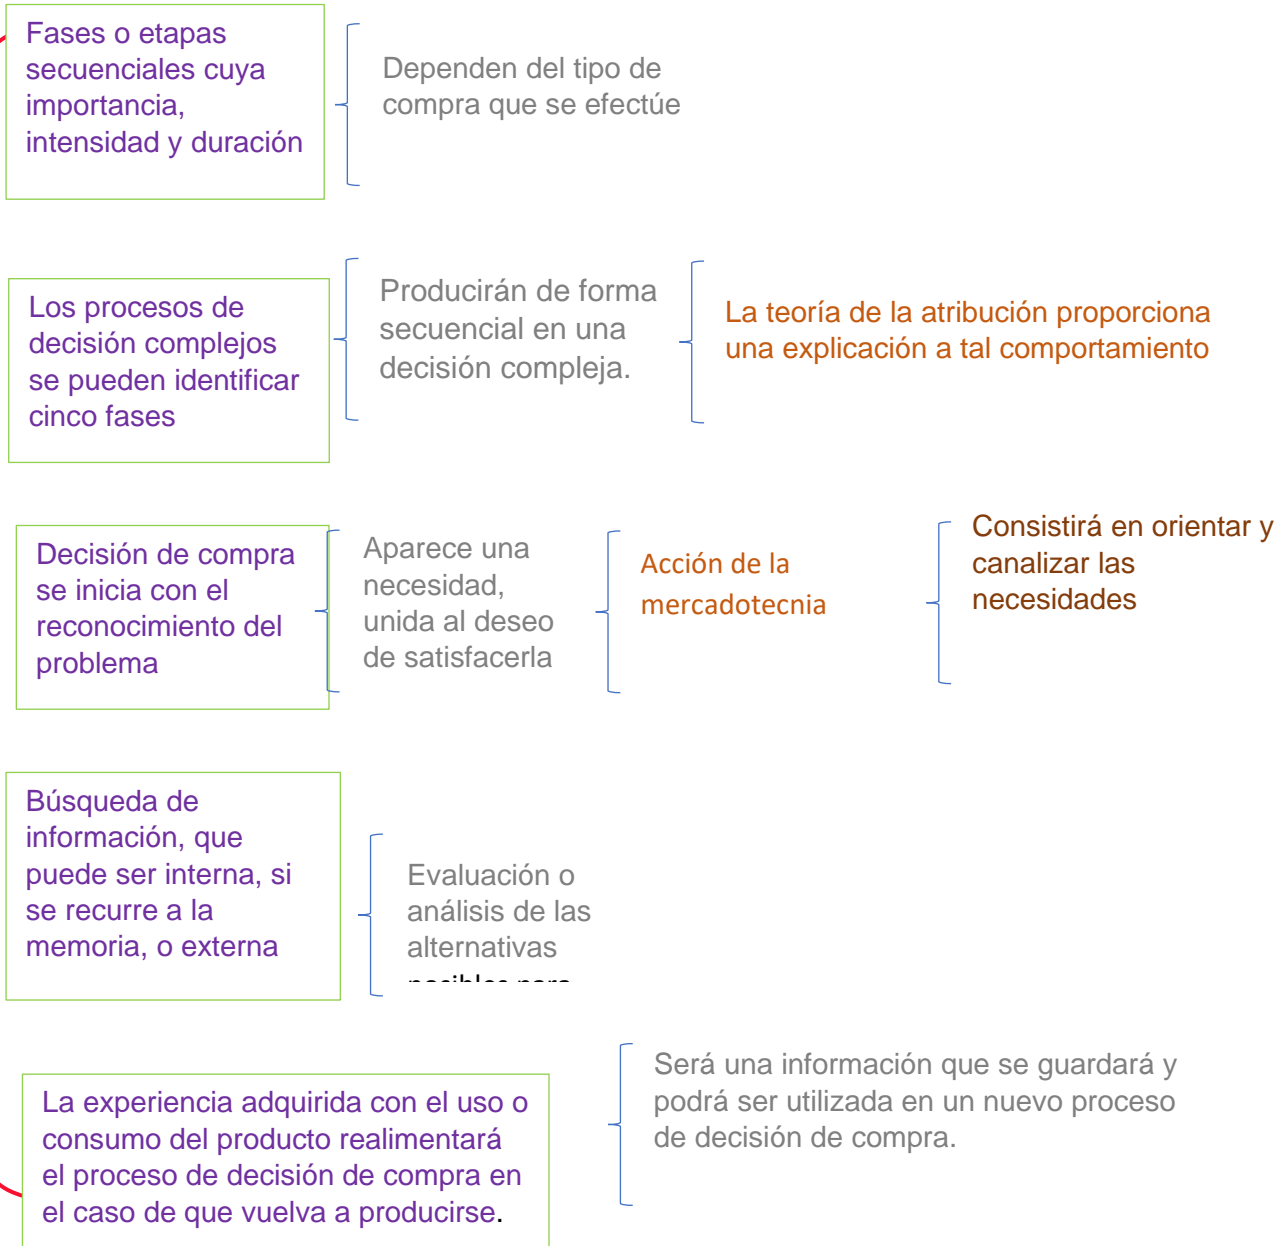 Fases o etapas
secuenciales cuya
importancia,
intensidad y duración
Dependen del tipo de
compra que se efectúe
Los procesos de
decisión complejos
se pueden identificar
cinco fases
Producirán de forma
secuencial en una
decisión compleja.
La teoría de la atribución proporciona
una explicación a tal comportamiento
Decisión de compra
se inicia con el
reconocimiento del
problema
Aparece una
necesidad,
unida al deseo
de satisfacerla
Acción de la
mercadotecnia
Consistirá en orientar y
canalizar las
necesidades
Búsqueda de
información, que
puede ser interna, si
se recurre a la
memoria, o externa
Evaluación o
análisis de las
alternativas
posibles para
La experiencia adquirida con el uso o
consumo del producto realimentará
el proceso de decisión de compra en
el caso de que vuelva a producirse.
Será una información que se guardará y
podrá ser utilizada en un nuevo proceso
de decisión de compra.